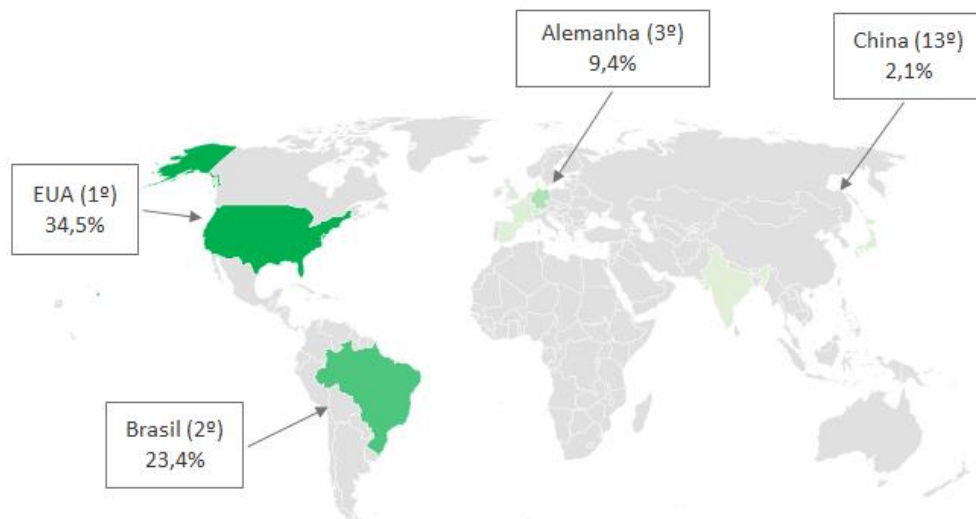 Alemanha (3º)
9,4%
China (13º)
2,1%
EUA (1º)
34,5%
Brasil (2º)
23,4%